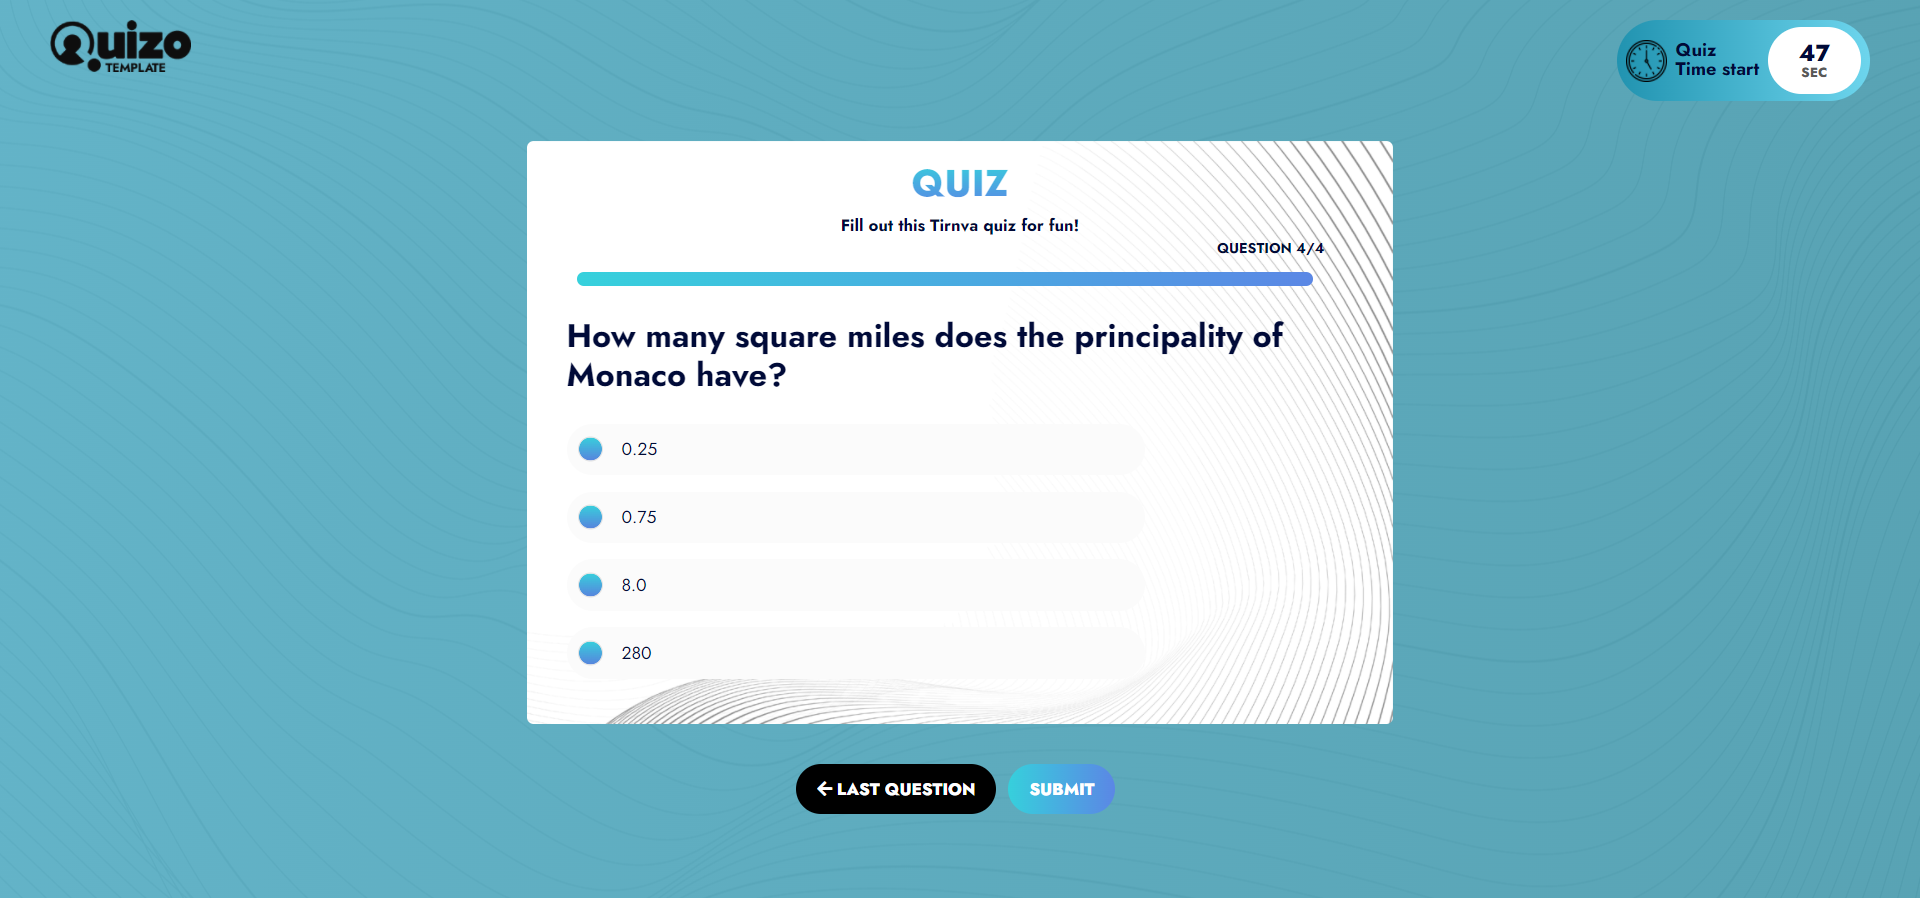 Quizo
TEMPLATE
Quiz
Time start
47
SEC
QUIZ
Fill out this Tirnva quiz for fun!
QUESTION 4/4
How many square miles does the principality of
Monaco have?
0.25
0.75
8.0
280
LAST QUESTION
SUBMIT